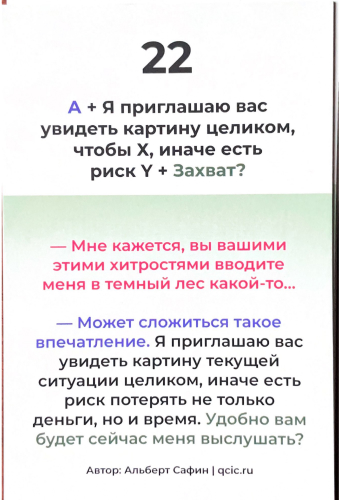 22
А + Я приглашаю вас
увидеть картину целиком,
чтобы X, иначе есть
риск Y + Захват?
— Мне кажется, вы вашими
этими хитростями вводите
меня в темный лес какой-то...
— Может сложиться такое
впечатление. Я приглашаю вас
увидеть картину текущей
ситуации целиком, иначе есть
риск потерять не только
деньги, но и время. Удобно вам
будет сейчас меня выслушать?
Автор: Альберт Сафин | qcic.ru